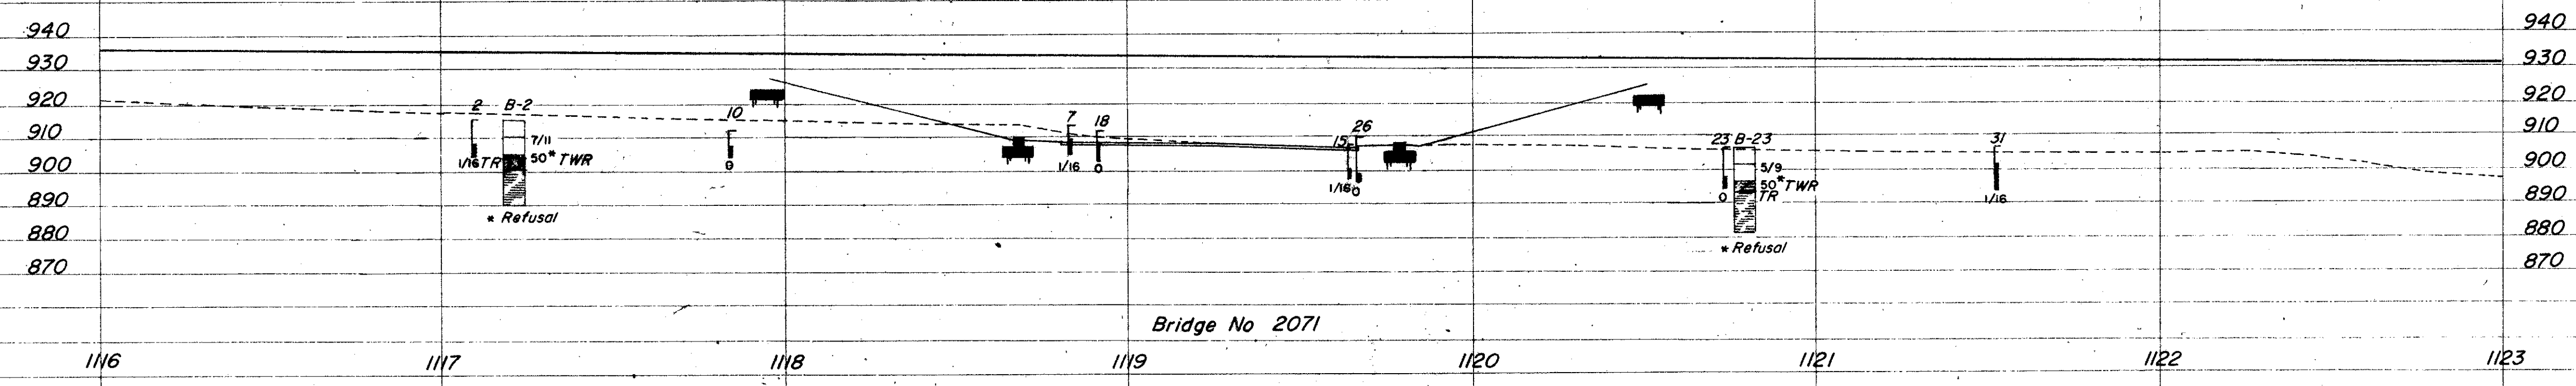 940 940
930 930
920 920
2 B-2 10 7 18 15 26 23 B-23 31
910 910
7/11
50* TWR
1/16 TR
0 1/16 0 1/16 0
5/9
50* TWR
0 TR
1/16
900 900
890 890
* Refusal
880 880
* Refusal
870 870
Bridge No 2071
1116 1117 1118 1119 1120 1121 1122 1123